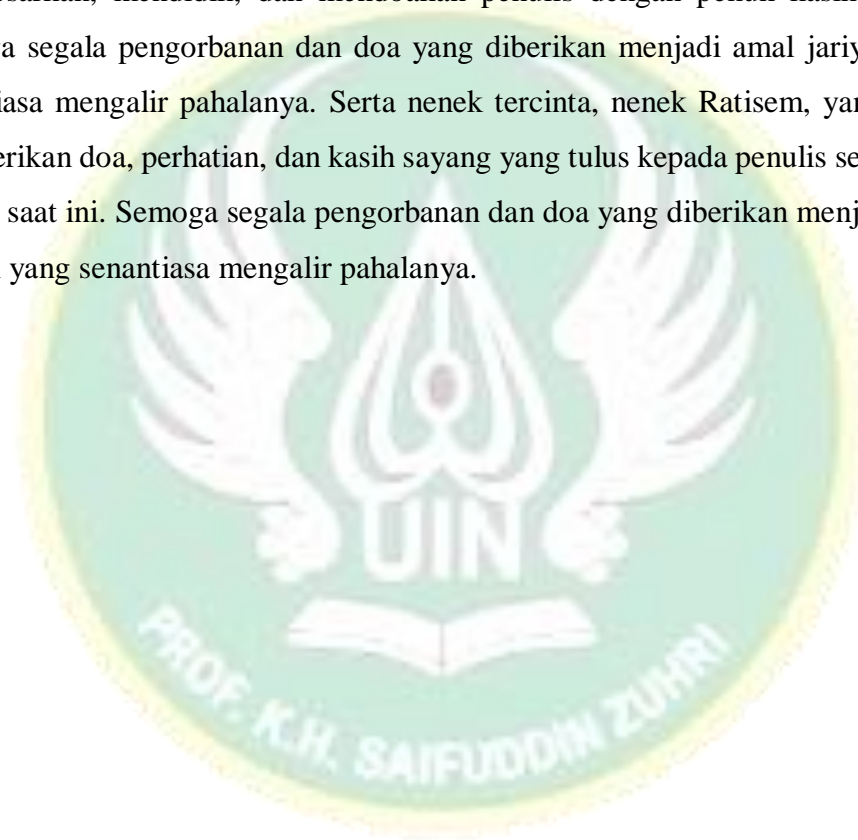 segala pengorbanan dan doa yang diberikan menjadi amal
mengalir pahalanya. Serta nenek tercinta, nenek Ratisem,
doa, perhatian, dan kasih sayang yang tulus kepada penulis
saat ini. Semoga segala pengorbanan dan doa yang diberikan
yang senantiasa mengalir pahalanya.
UIN
PROF. K.H. SAIFUDDIN ZUHRI